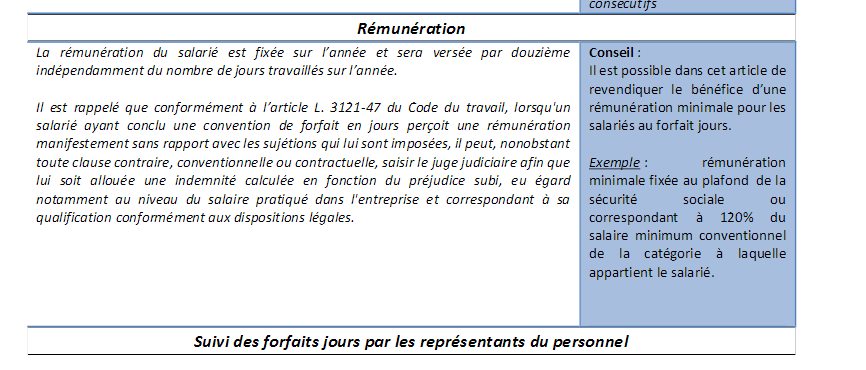 consécutifs
Rémunération
La rémunération du salarié est fixée sur l’année et sera versée par douzième
indépendamment du nombre de jours travaillés sur l’année.
Il est rappelé que conformément à l’article L. 3121-47 du Code du travail, lorsqu'un
salarié ayant conclu une convention de forfait en jours perçoit une rémunération
manifestement sans rapport avec les sujétions qui lui sont imposées, il peut, nonobstant
toute clause contraire, conventionnelle ou contractuelle, saisir le juge judiciaire afin que
lui soit allouée une indemnité calculée en fonction du préjudice subi, eu égard
notamment au niveau du salaire pratiqué dans l'entreprise et correspondant à sa
qualification conformément aux dispositions légales.
Conseil :
Il est possible dans cet article de
revendiquer le bénéfice d’une
rémunération minimale pour les
salariés au forfait jours.
Exemple : rémunération
minimale fixée au plafond de la
sécurité sociale ou
correspondant à 120% du
salaire minimum conventionnel
de la catégorie à laquelle
appartient le salarié.
Suivi des forfaits jours par les représentants du personnel